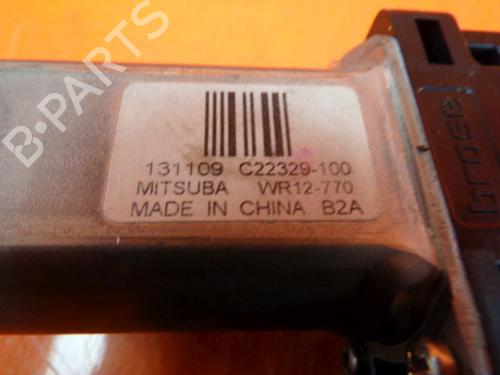 B-PARTS
131109 C22329-100
MITSUBA WR12-770
MADE IN CHINA B2A
brose